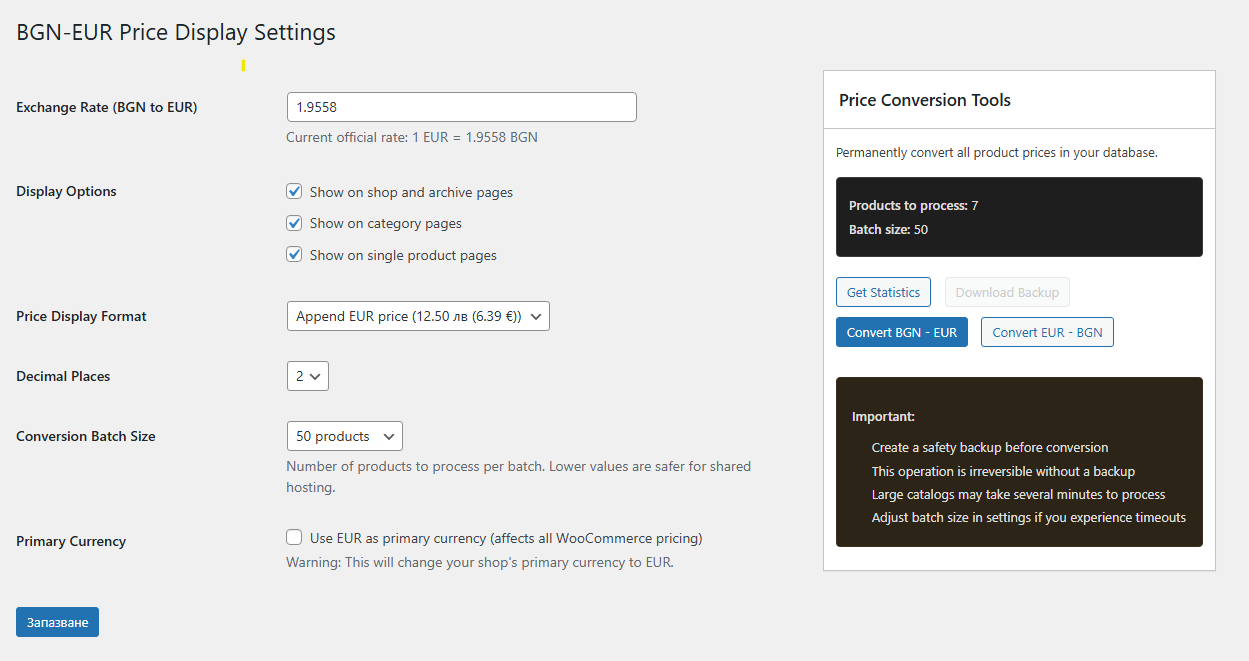 BGN-EUR Price Display Settings
Exchange Rate (BGN to EUR)
1.9558
Current official rate: 1 EUR = 1.9558 BGN
Display Options
Show on shop and archive pages
Show on category pages
Show on single product pages
Price Display Format
Append EUR price (12.50 лв (6.39 €))
Decimal Places
2
Conversion Batch Size
50 products
Number of products to process per batch. Lower values are safer for shared
hosting.
Primary Currency
Use EUR as primary currency (affects all WooCommerce pricing)
Warning: This will change your shop's primary currency to EUR.
Запазване
Price Conversion Tools
Permanently convert all product prices in your database.
Products to process: 7
Batch size: 50
Get Statistics
Download Backup
Convert BGN - EUR
Convert EUR - BGN
Important:
Create a safety backup before conversion
This operation is irreversible without a backup
Large catalogs may take several minutes to process
Adjust batch size in settings if you experience timeouts